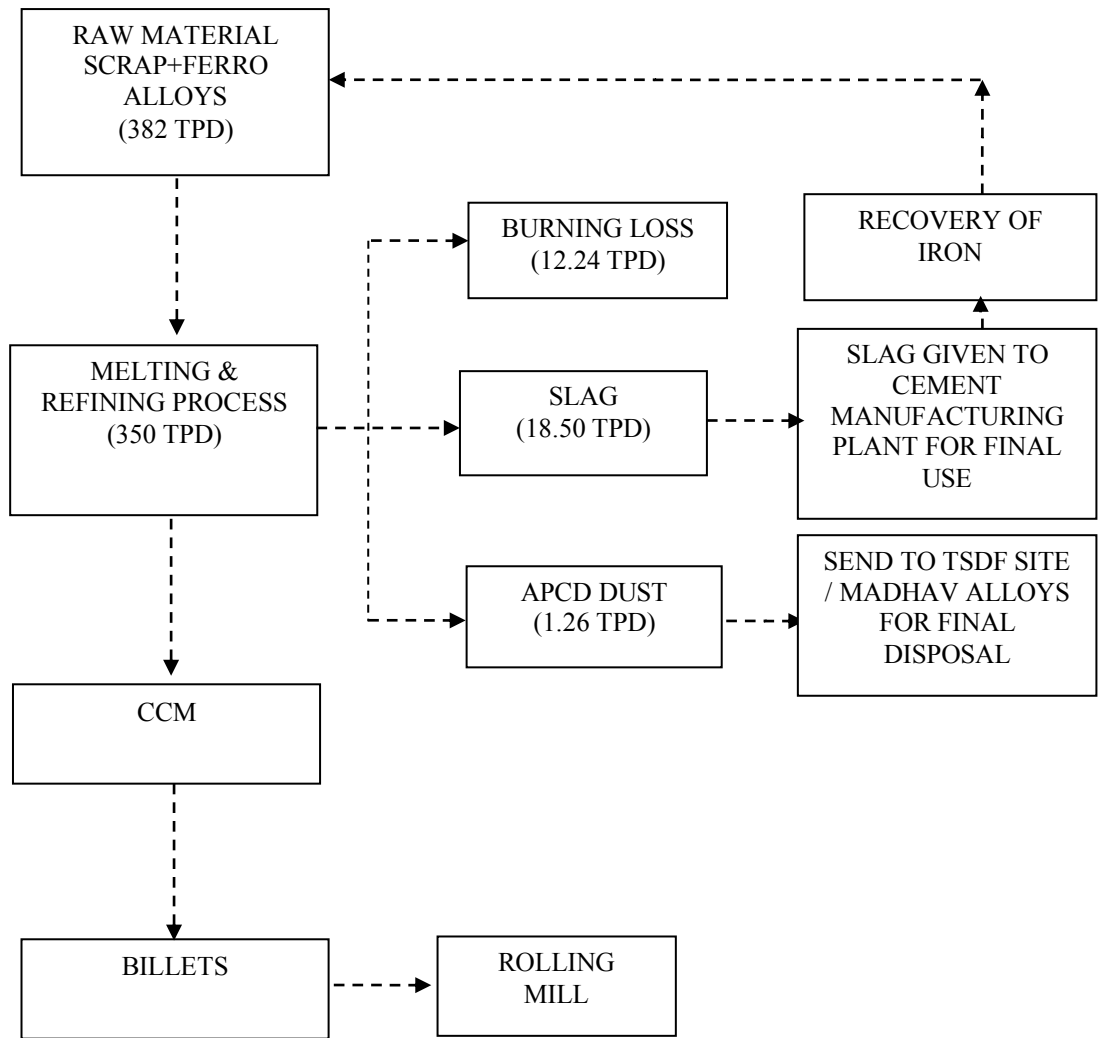 RAW MATERIAL
SCRAP+FERRO
ALLOYS
(382 TPD)
BURNING LOSS
(12.24 TPD)
RECOVERY OF
IRON
MELTING &
REFINING PROCESS
(350 TPD)
SLAG
(18.50 TPD)
SLAG GIVEN TO
CEMENT
MANUFACTURING
PLANT FOR FINAL
USE
APCD DUST
(1.26 TPD)
SEND TO TSDF SITE
/ MADHAV ALLOYS
FOR FINAL
DISPOSAL
CCM
BILLETS
ROLLING
MILL